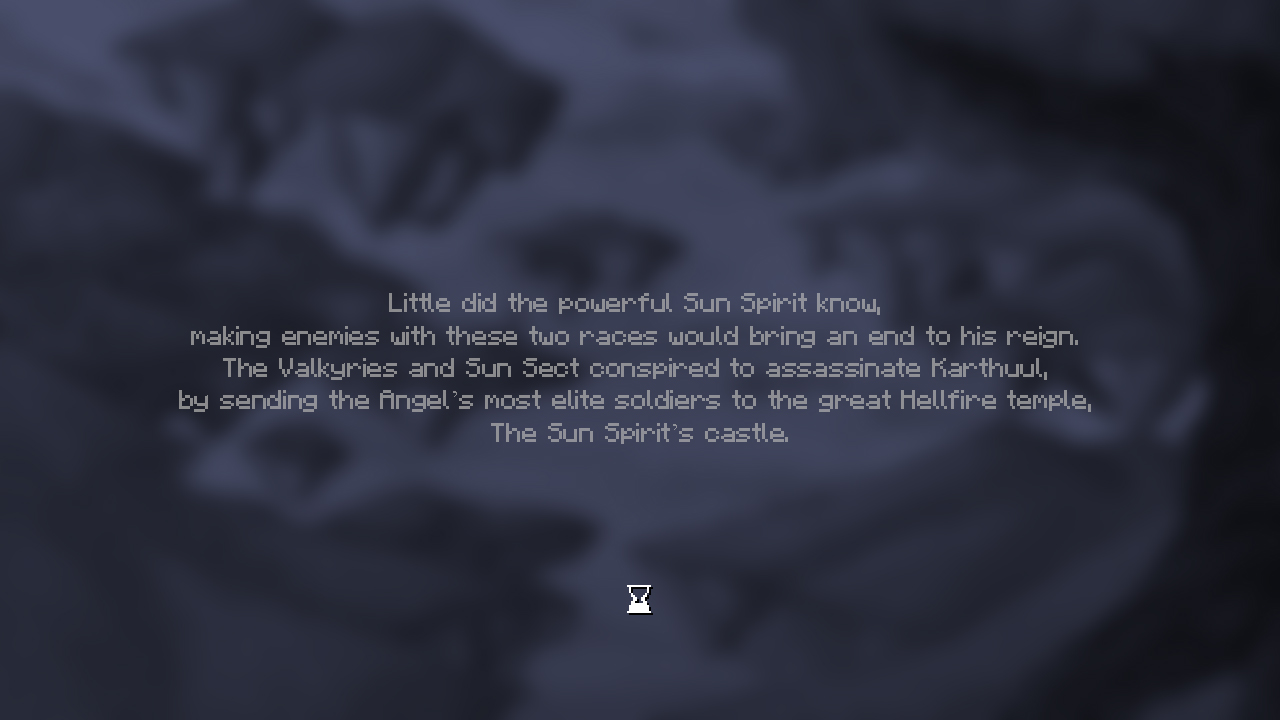 Little did the powerful Sun Spirit know,
making enemies with these two races would bring an end to his reign.
The Valkyries and Sun Sect conspired to assassinate Karthuul,
by sending the Angel's most elite soldiers to the great Hellfire temple,
The Sun Spirit's castle.